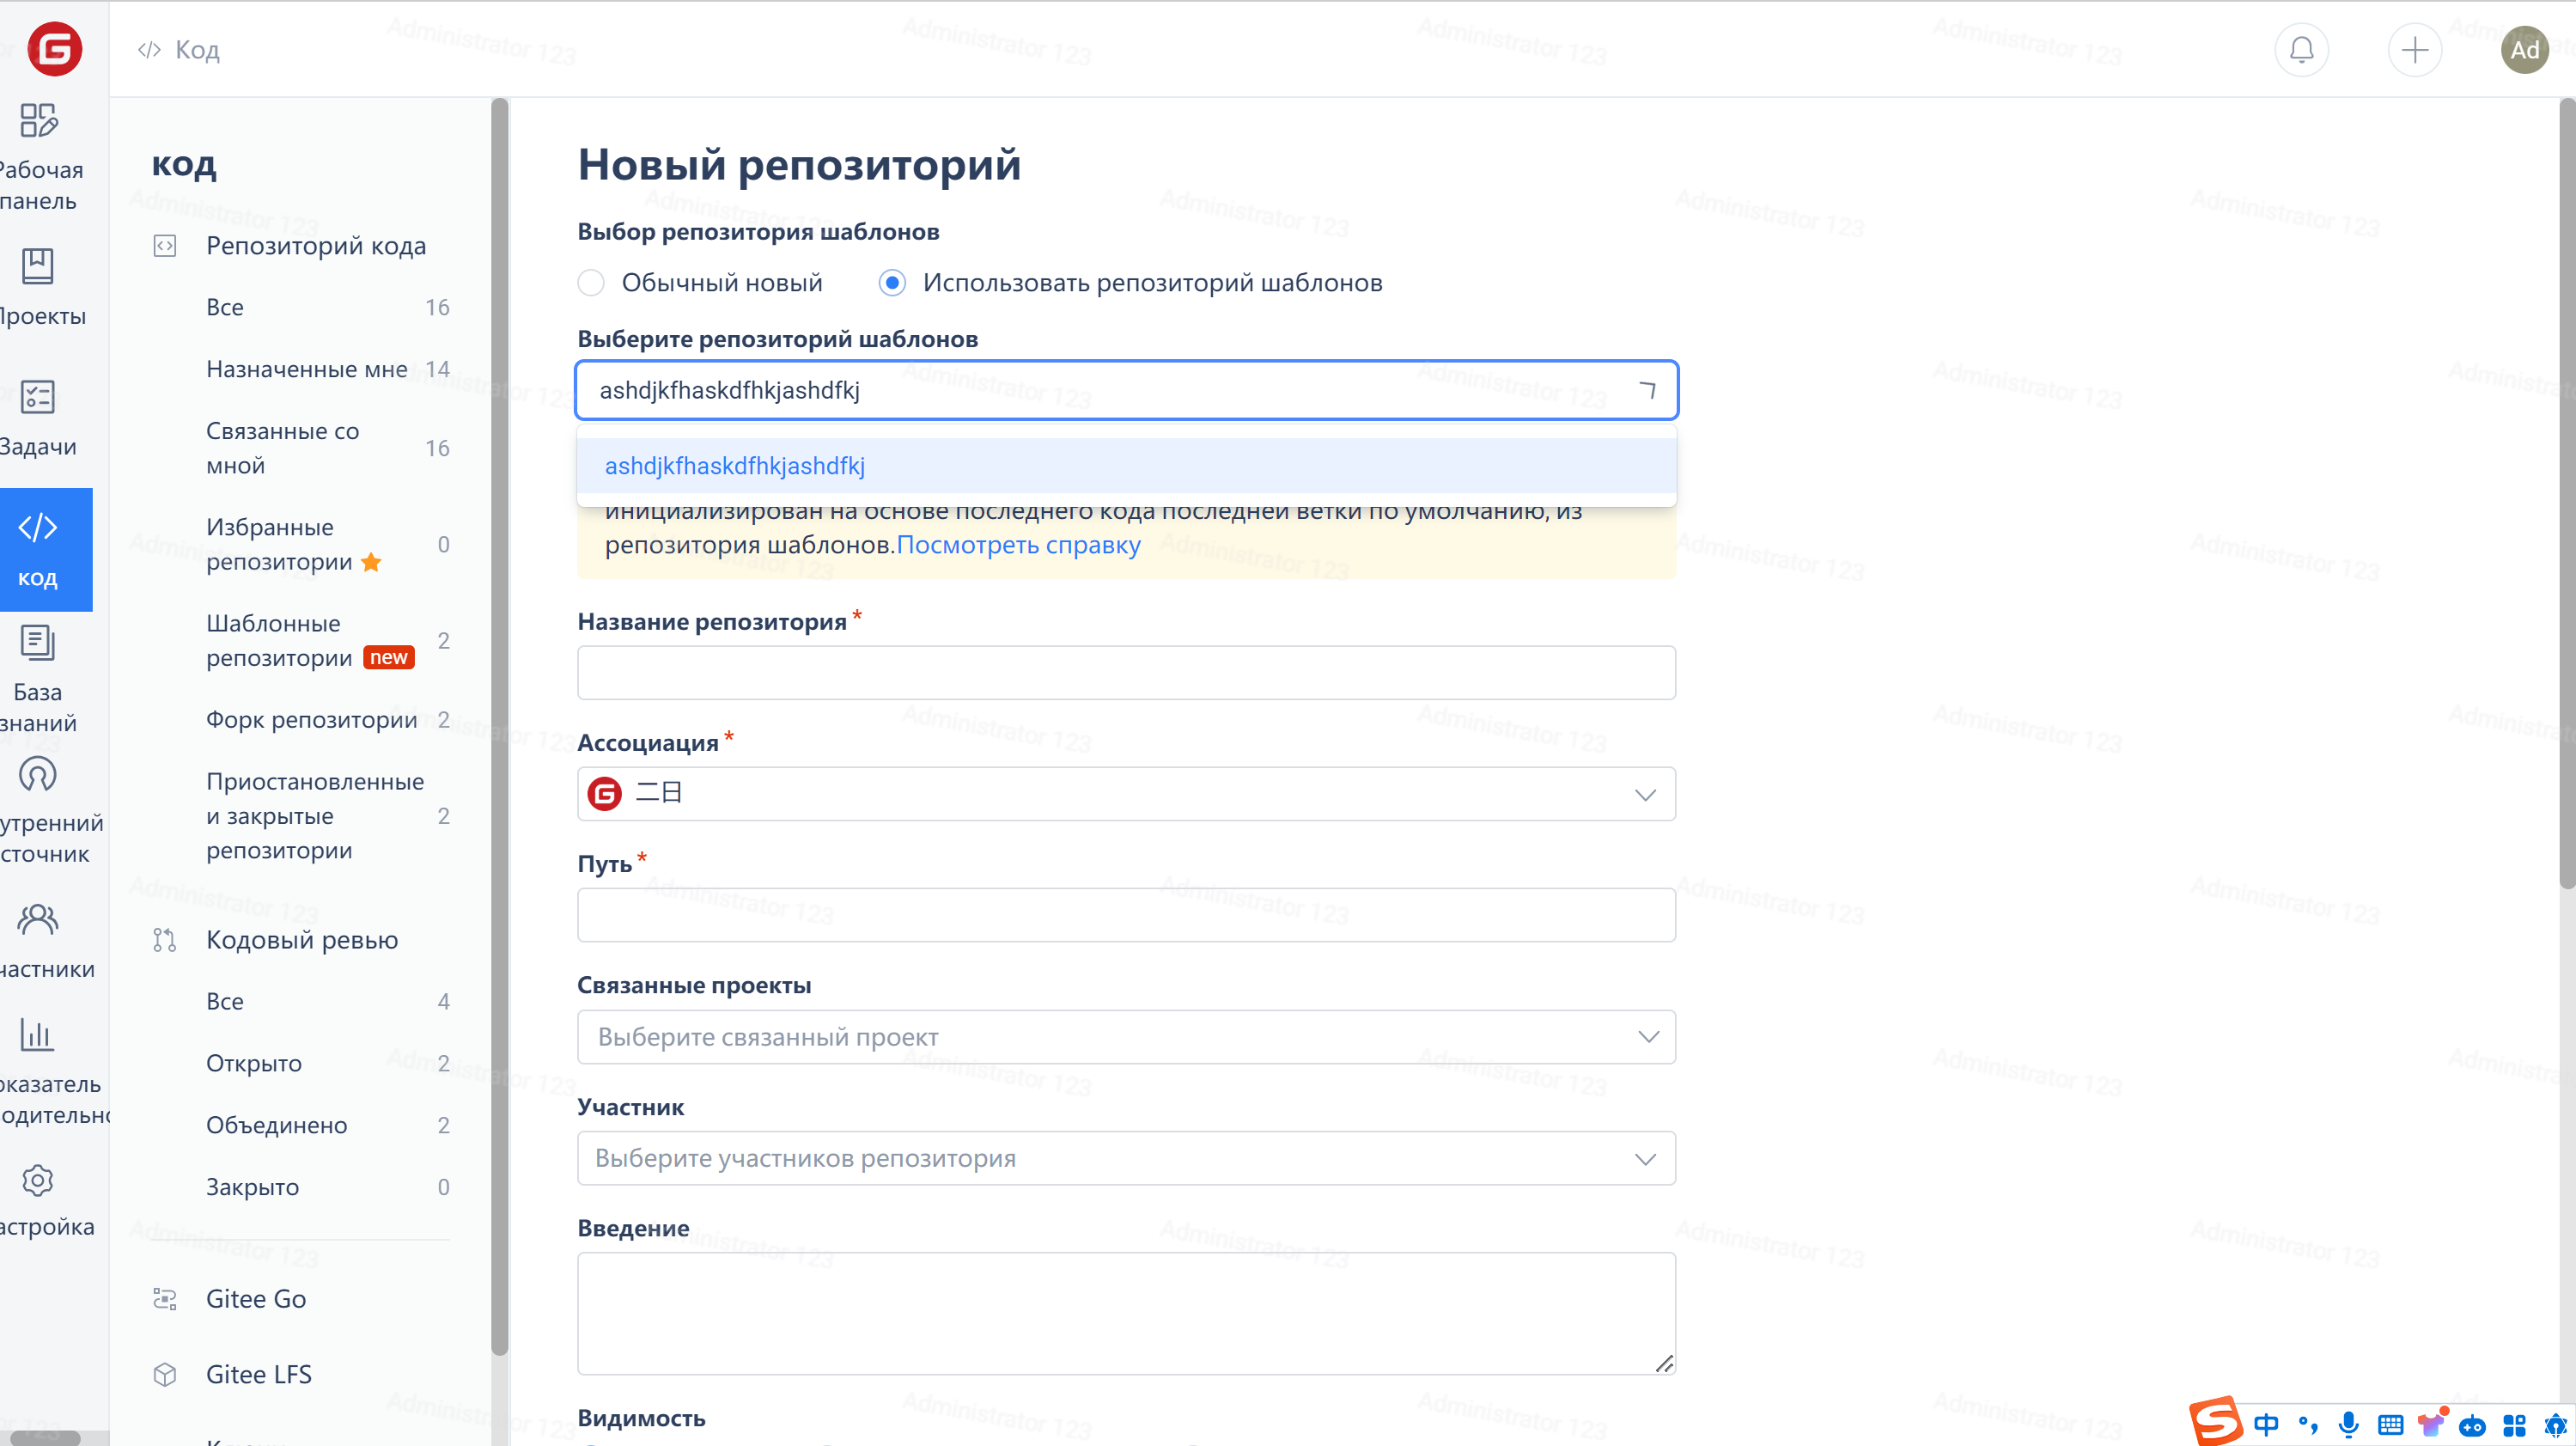 Код
Ad
Рабочая
панель
Проекты
Задачи
код
База
знаний
утренний
сточник
частники
оказатель
одительно
астройка
код
Репозиторий кода
Все 16
Назначенные мне 14
Связанные со
мной 16
Избранные
репозитории 0
Шаблонные
репозитории new 2
Форк репозитории 2
Приостановленные
и закрытые
репозитории 2
Кодовый ревью
Все 4
Открыто 2
Объединено 2
Закрыто 0
Gitee Go
Gitee LFS
Новый репозиторий
Выбор репозитория шаблонов
Обычный новый Использовать репозиторий шаблонов
Выберите репозиторий шаблонов
ashdjkfhaskdfhkjashdfkj
ashdjkfhaskdfhkjashdfkj
инициализирован на основе последнего кода последней ветки по умолчанию, из
репозитория шаблонов.Посмотреть справку
Название репозитория *
Ассоциация *
二日
Путь *
Связанные проекты
Выберите связанный проект
Участник
Выберите участников репозитория
Введение
Видимость
Administrator 123
中